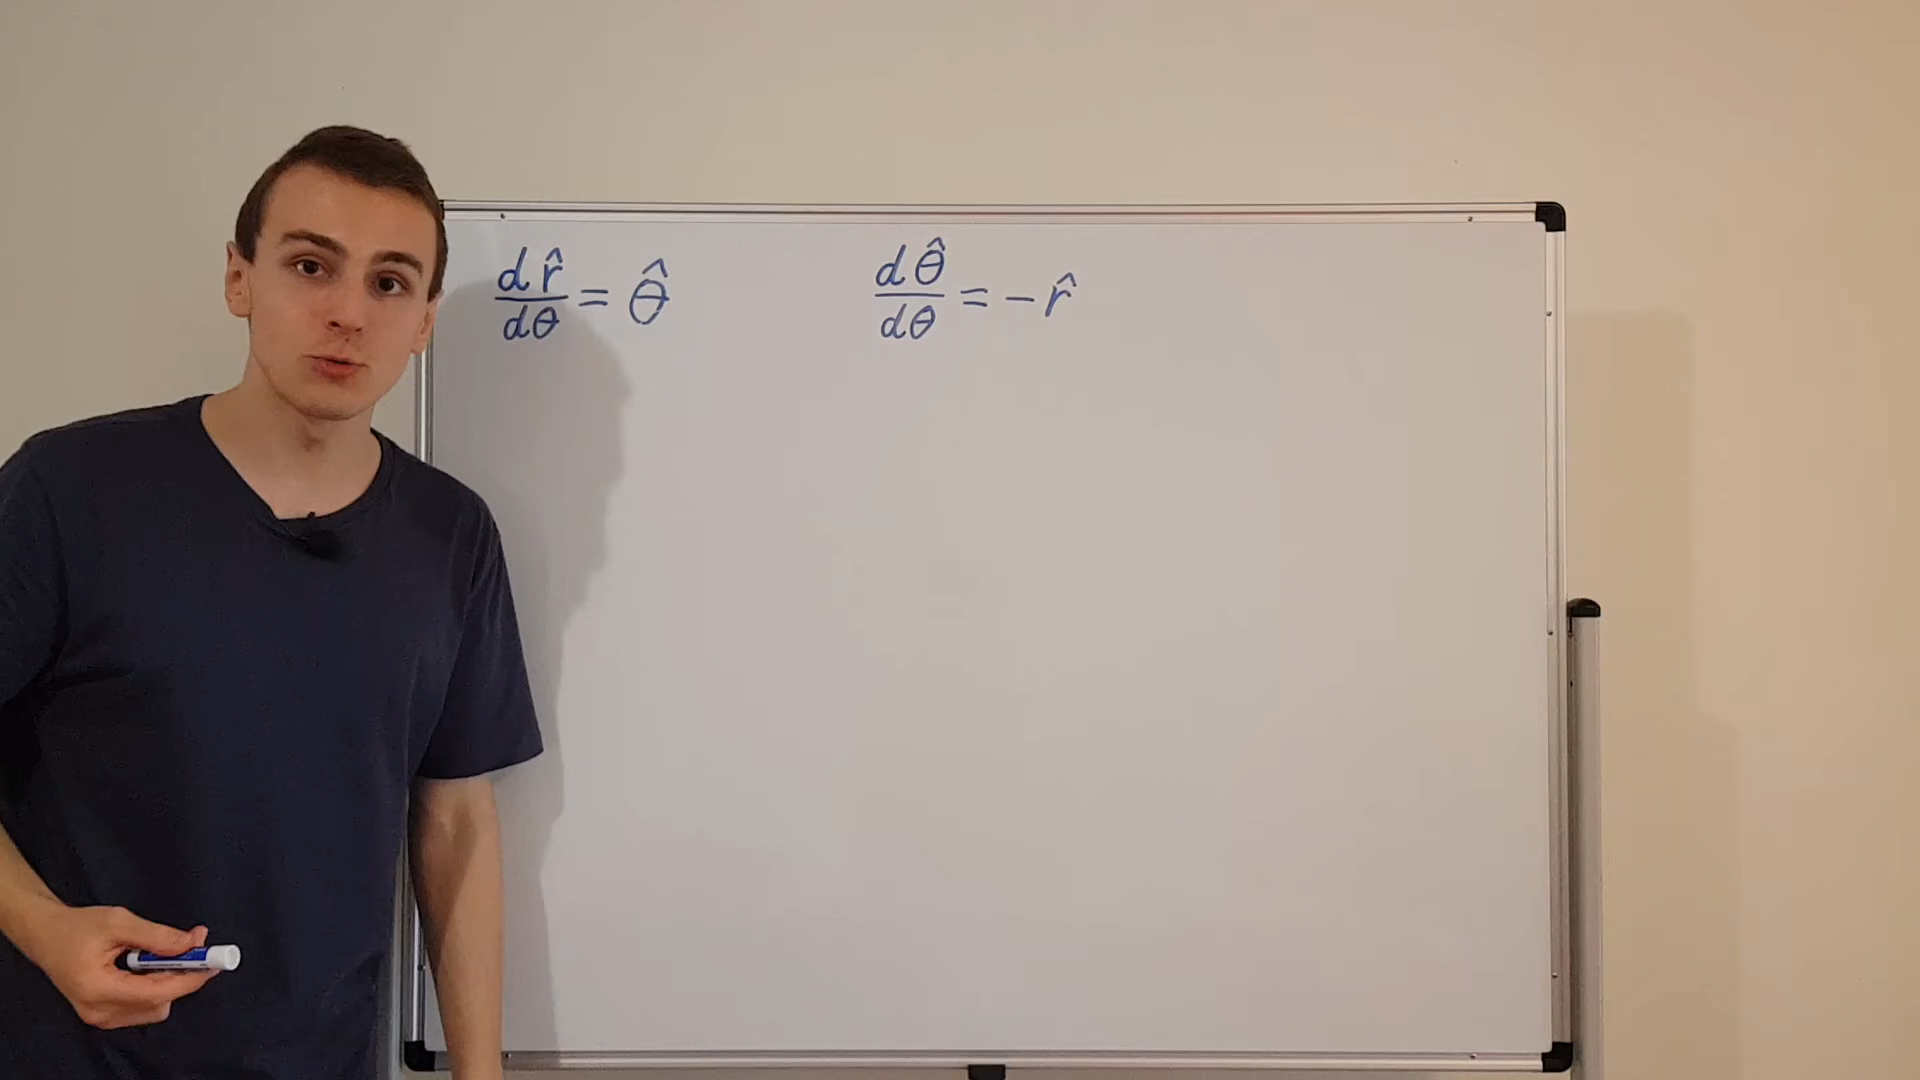 dr̂/dθ = θ̂    dθ̂/dθ = -r̂